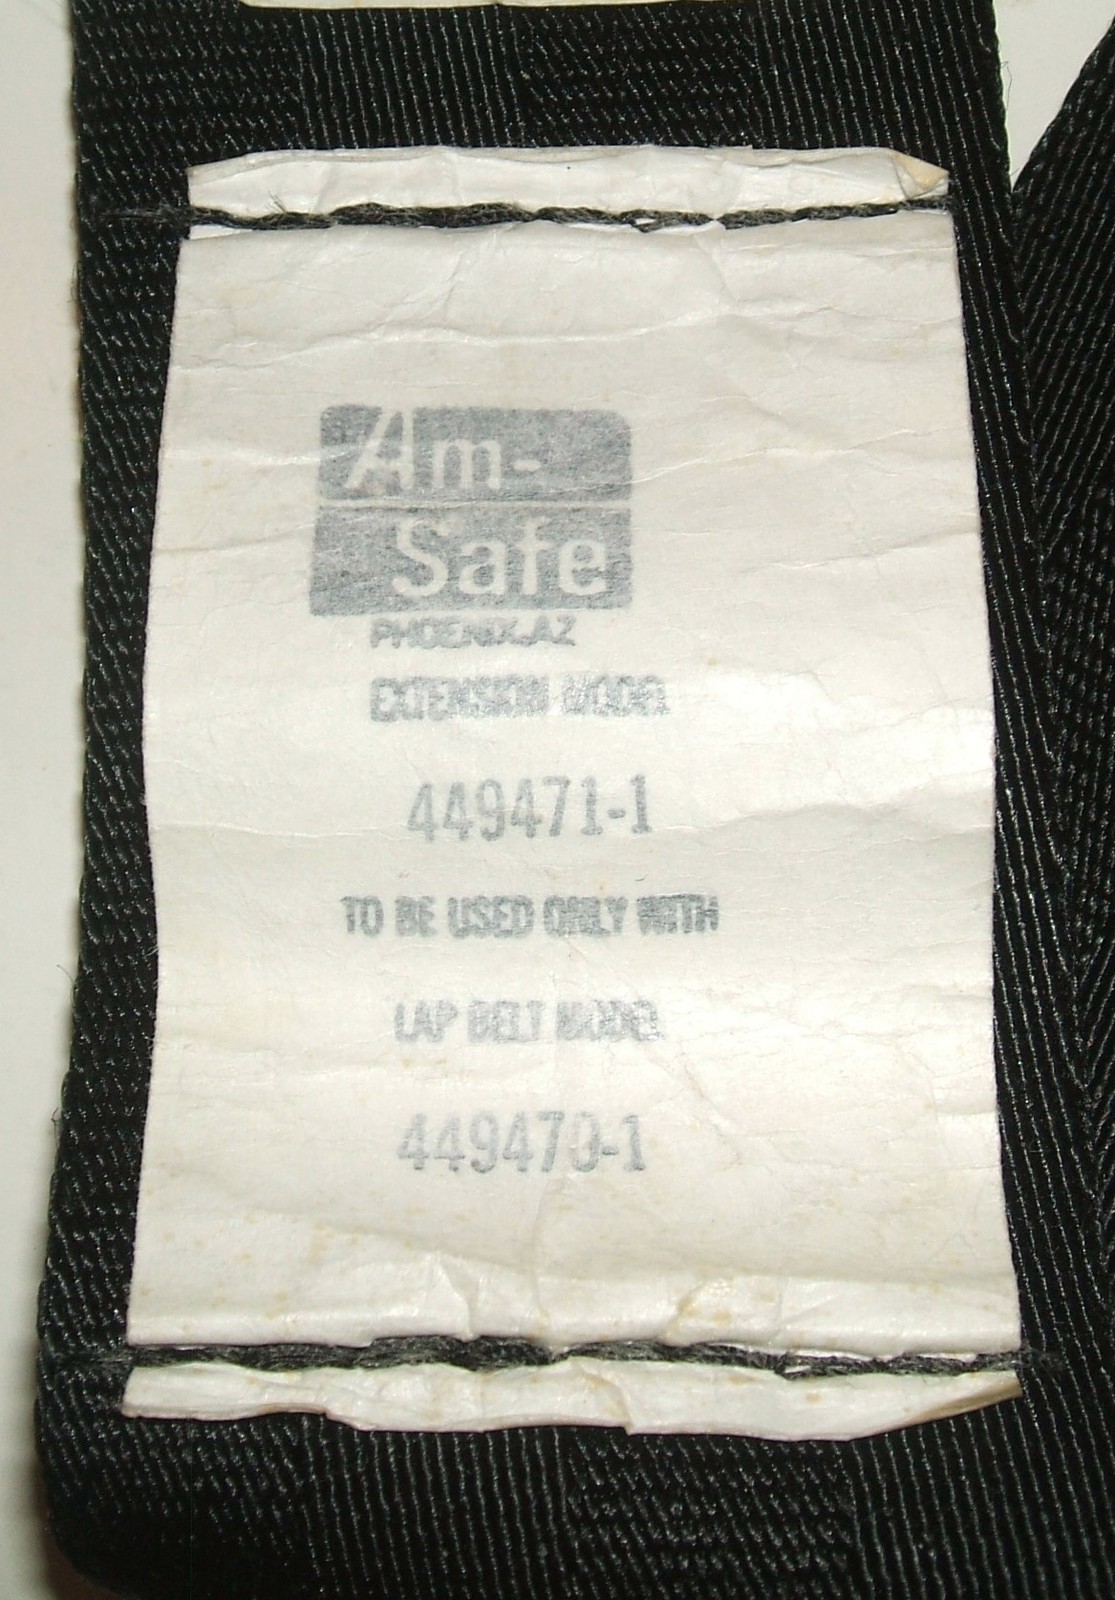 Am-
Safe
PHOENIX, AZ
EXTENSION MODEL
449471-1
TO BE USED ONLY WITH
LAP BELT MODEL
449470-1